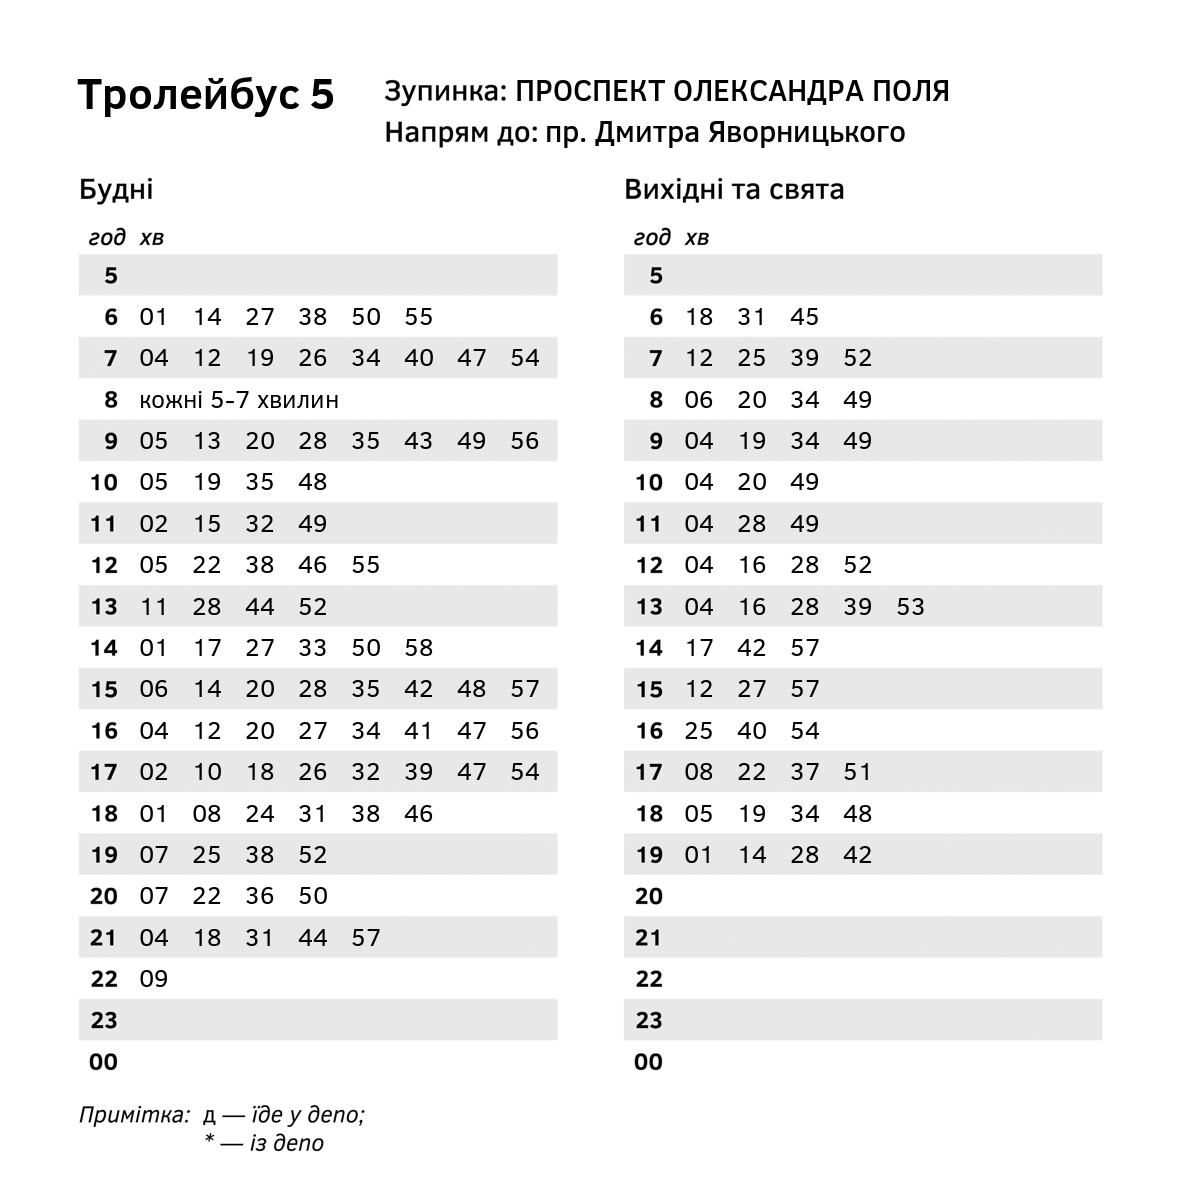 Тролейбус 5
Зупинка: ПРОСПЕКТ ОЛЕКСАНДРА ПОЛЯ
Напрям до: пр. Дмитра Яворницького
Будні
год хв
5
6 01 14 27 38 50 55
7 04 12 19 26 34 40 47 54
8 кожні 5-7 хвилин
9 05 13 20 28 35 43 49 56
10 05 19 35 48
11 02 15 32 49
12 05 22 38 46 55
13 11 28 44 52
14 01 17 27 33 50 58
15 06 14 20 28 35 42 48 57
16 04 12 20 27 34 41 47 56
17 02 10 18 26 32 39 47 54
18 01 08 24 31 38 46
19 07 25 38 52
20 07 22 36 50
21 04 18 31 44 57
22 09
23
00
Вихідні та свята
год хв
5
6 18 31 45
7 12 25 39 52
8 06 20 34 49
9 04 19 34 49
10 04 20 49
11 04 28 49
12 04 16 28 52
13 04 16 28 39 53
14 17 42 57
15 12 27 57
16 25 40 54
17 08 22 37 51
18 05 19 34 48
19 01 14 28 42
20
21
22
23
00
Примітка: д — їде у депо;
* — із депо